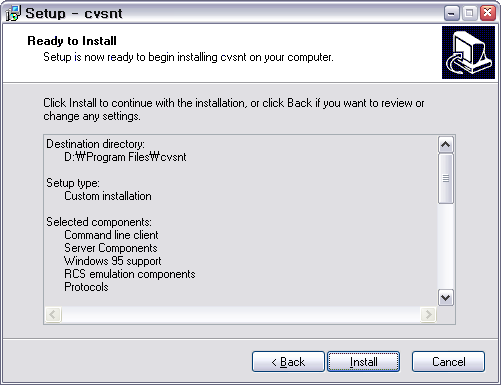 Setup - cvsnt
Ready to Install
Setup is now ready to begin installing cvsnt on your computer.
Click Install to continue with the installation, or click Back if you want to review or
change any settings.
Destination directory:
D:₩Program Files₩cvsnt
Setup type:
Custom installation
Selected components:
Command line client
Server Components
Windows 95 support
RCS emulation components
Protocols
< Back
Install
Cancel